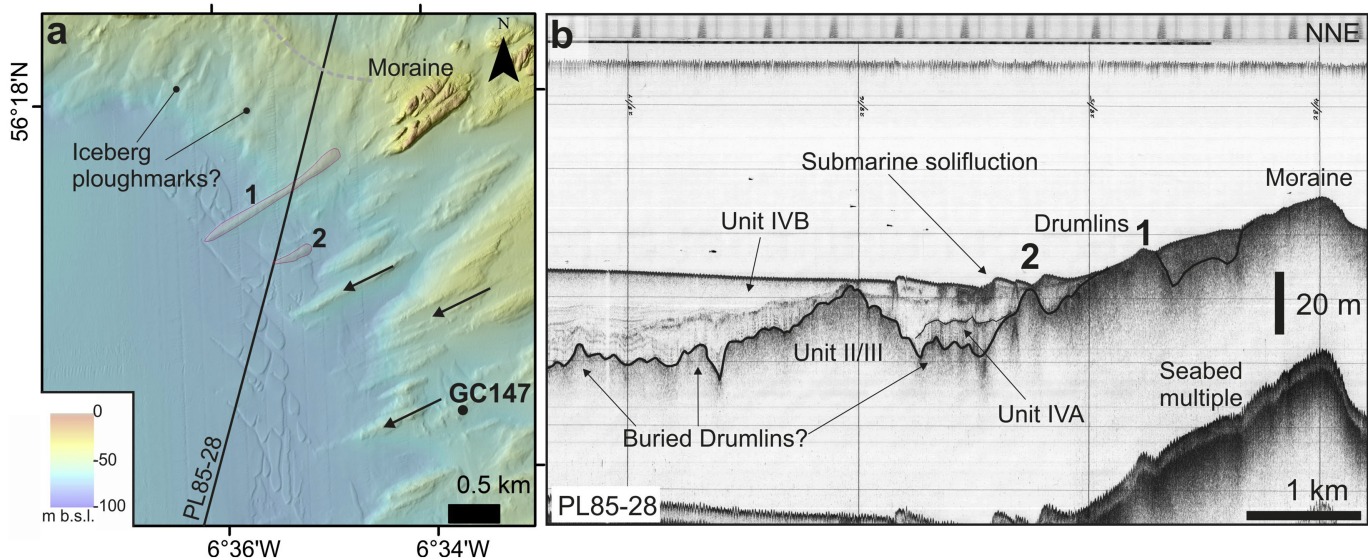 a
N
Moraine
56°18'N
Iceberg
ploughmarks?
1
2
GC147
PL85-28
0
-50
-100
m b.s.l.
0.5 km
6°36'W
6°34'W
b
NNE
Submarine solifluction
Moraine
Unit IVB
Drumlins
1
2
20 m
Unit II/III
Seabed
multiple
Unit IVA
Buried Drumlins?
PL85-28
1 km